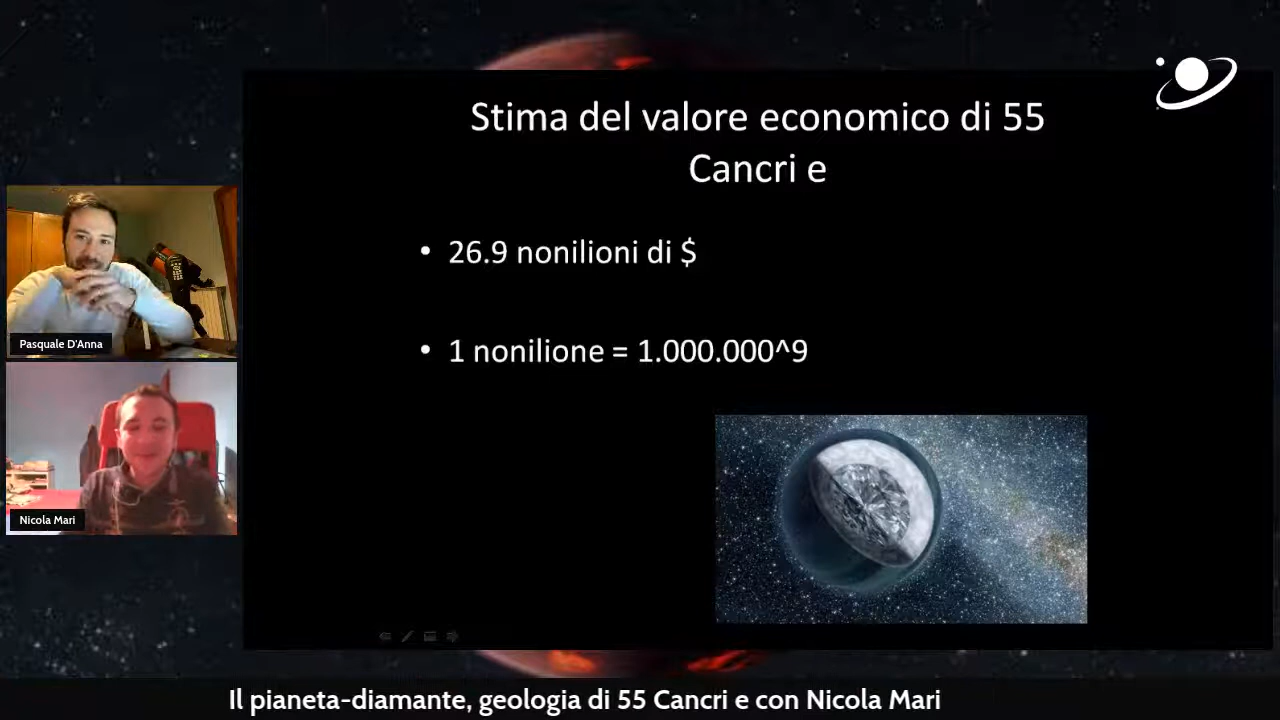 Stima del valore economico di 55
Cancri e
• 26.9 nonilioni di $
• 1 nonilione = 1.000.000^9
Pasquale D'Anna
Nicola Mari
Il pianeta-diamante, geologia di 55 Cancri e con Nicola Mari